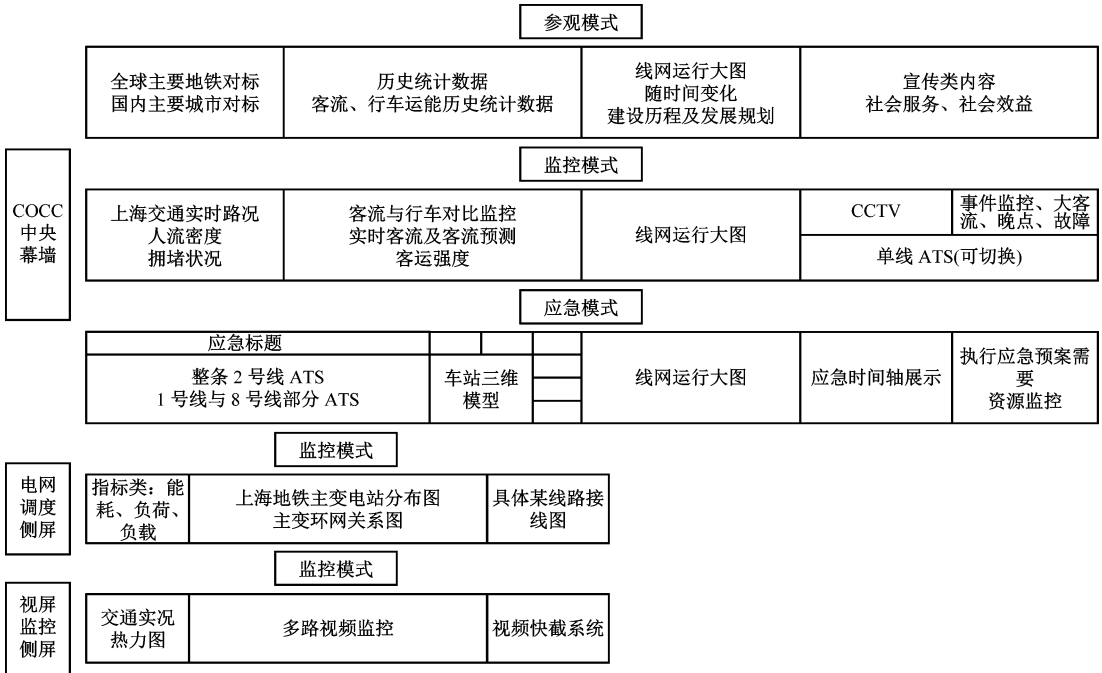 参观模式
全球主要地铁对标
国内主要城市对标
历史统计数据
客流、行车运能历史统计数据
线网运行大图
随时间变化
建设历程及发展规划
宣传类内容
社会服务、社会效益
COCC
中央
幕墙
监控模式
上海交通实时路况
人流密度
拥堵状况
客流与行车对比监控
实时客流及客流预测
客运强度
线网运行大图
CCTV
事件监控、大客
流、晚点、故障
单线 ATS(可切换)
应急模式
应急标题
整条 2 号线 ATS
1 号线与 8 号线部分 ATS
车站三维
模型
线网运行大图
应急时间轴展示
执行应急预案需
要
资源监控
监控模式
电网
调度
侧屏
指标类：能
耗、负荷、
负载
上海地铁主变电站分布图
主变环网关系图
具体某线路接
线图
监控模式
视屏
监控
侧屏
交通实况
热力图
多路视频监控
视频快截系统